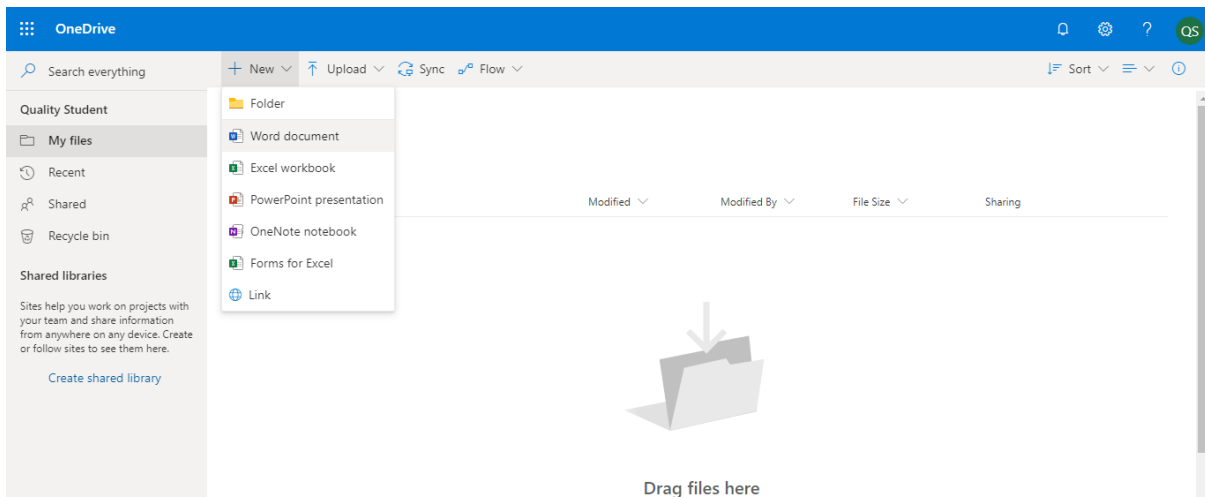 OneDrive
QS
Search everything
New Upload Sync Flow Sort
Quality Student
My files
Recent
Shared
Recycle bin
Shared libraries
Sites help you work on projects with
your team and share information
from anywhere on any device. Create
or follow sites to see them here.
Create shared library
Folder
Word document
Excel workbook
PowerPoint presentation
OneNote notebook
Forms for Excel
Link
Modified Modified By File Size Sharing
Drag files here